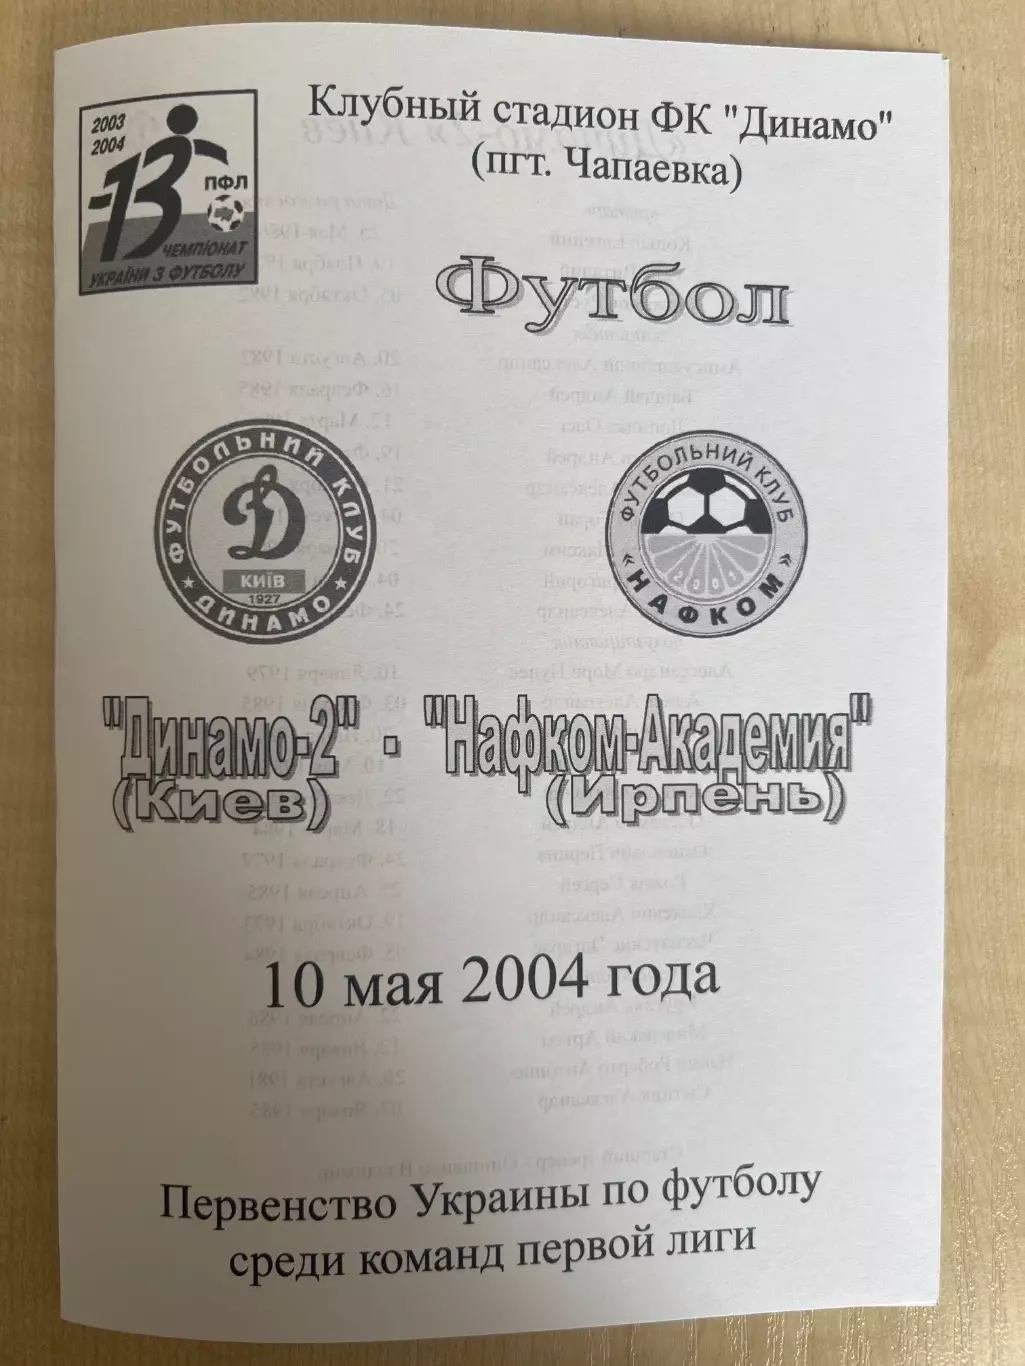 2003
2004
-13
ПФЛ
ЧЕМПІОНАТ
УКРАЇНИ З ФУТБОЛУ
Клубный стадион ФК "Динамо"
(пгт. Чапаевка)
Футбол
ФУТБОЛЬНИЙ КЛУБ
Д
КИЇВ
1927
ДИНАМО
ФУТБОЛЬНИЙ КЛУБ
2001
«НАФКОМ»
"Динамо-2" - "Нафком-Академия"
(Киев) (Ирпень)
10 мая 2004 года
Первенство Украины по футболу
среди команд первой лиги